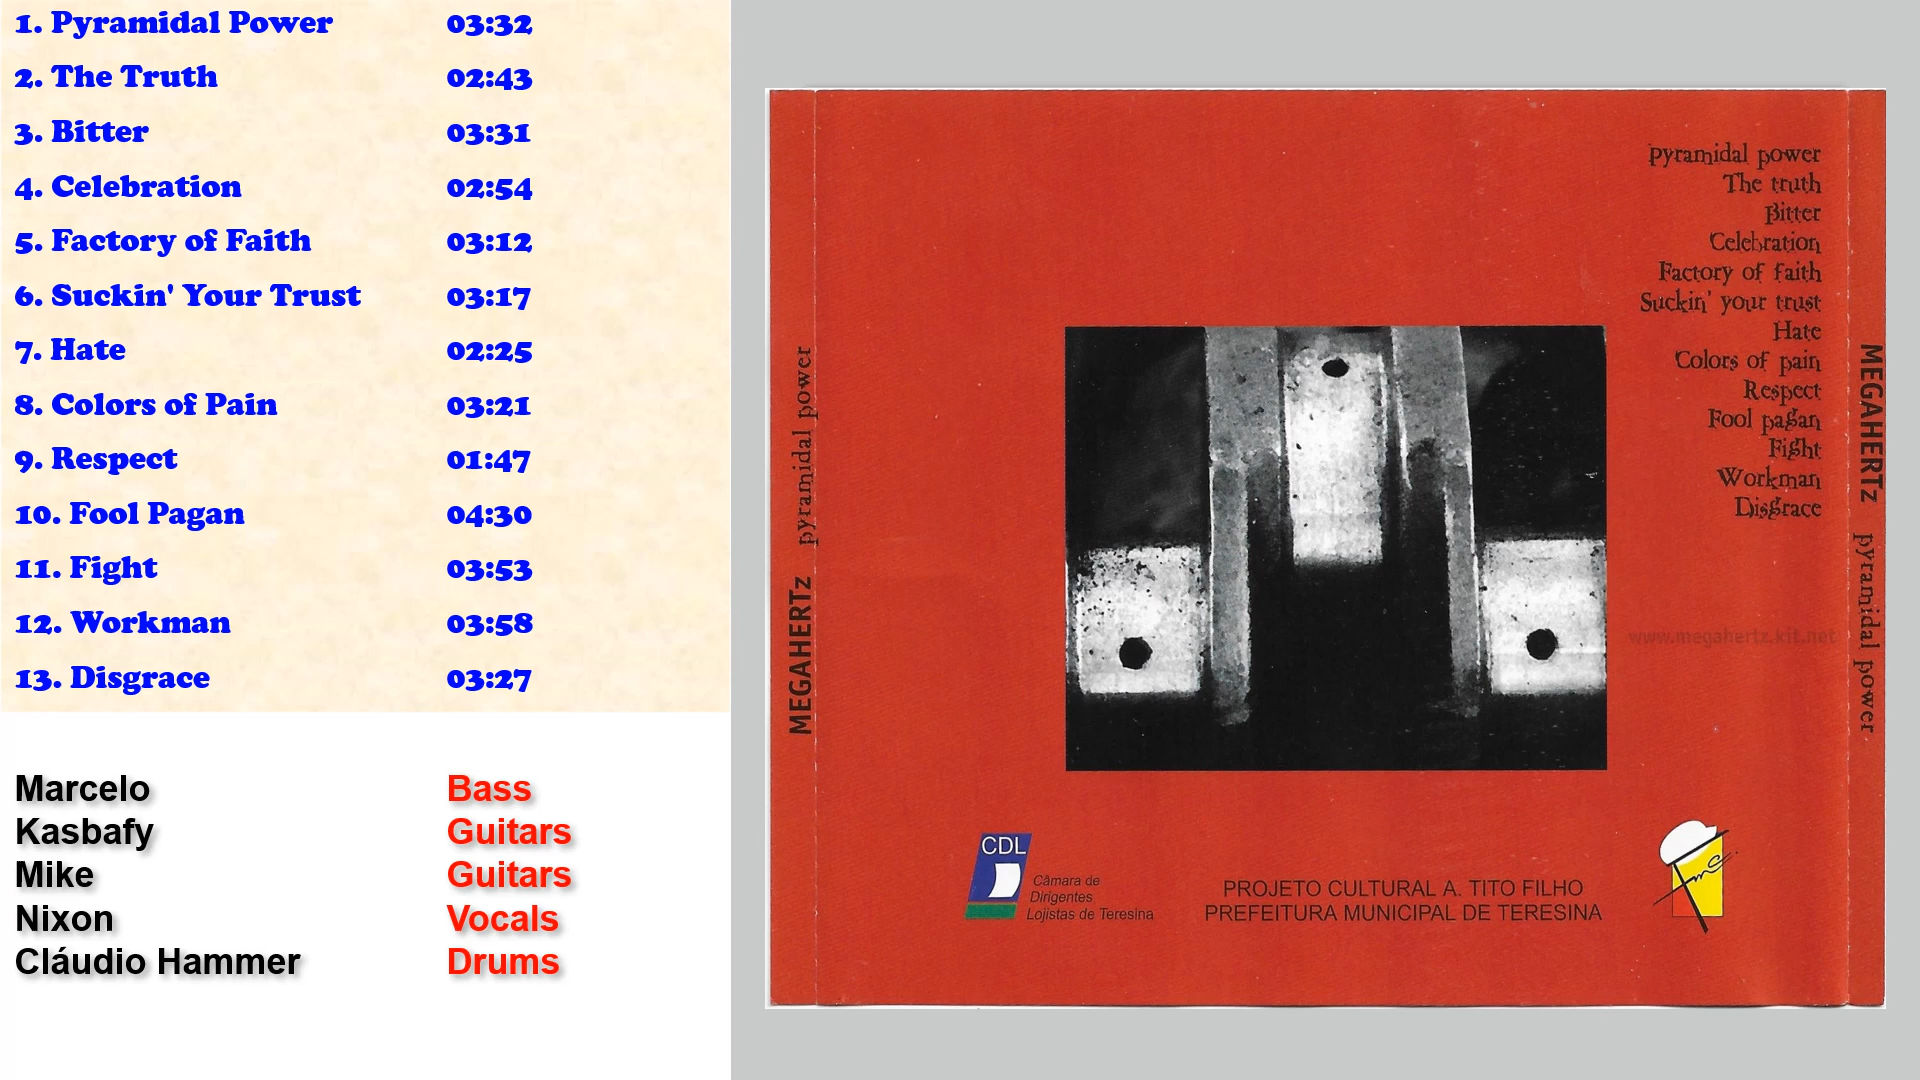 1. Pyramidal Power 03:32
2. The Truth 02:43
3. Bitter 03:31
4. Celebration 02:54
5. Factory of Faith 03:12
6. Suckin' Your Trust 03:17
7. Hate 02:25
8. Colors of Pain 03:21
9. Respect 01:47
10. Fool Pagan 04:30
11. Fight 03:53
12. Workman 03:58
13. Disgrace 03:27
Marcelo Bass
Kasbafy Guitars
Mike Guitars
Nixon Vocals
Cláudio Hammer Drums
MEGAHERTz pyramidal power
pyramidal power
The truth
Bitter
Celebration
Factory of faith
Suckin' your trust
Hate
Colors of pain
Respect
Fool pagan
Fight
Workman
Disgrace
www.megahertz.kit.net
MEGAHERTz pyramidal power
CDL
Câmara de
Dirigentes
Lojistas de Teresina
PROJETO CULTURAL A. TITO FILHO
PREFEITURA MUNICIPAL DE TERESINA